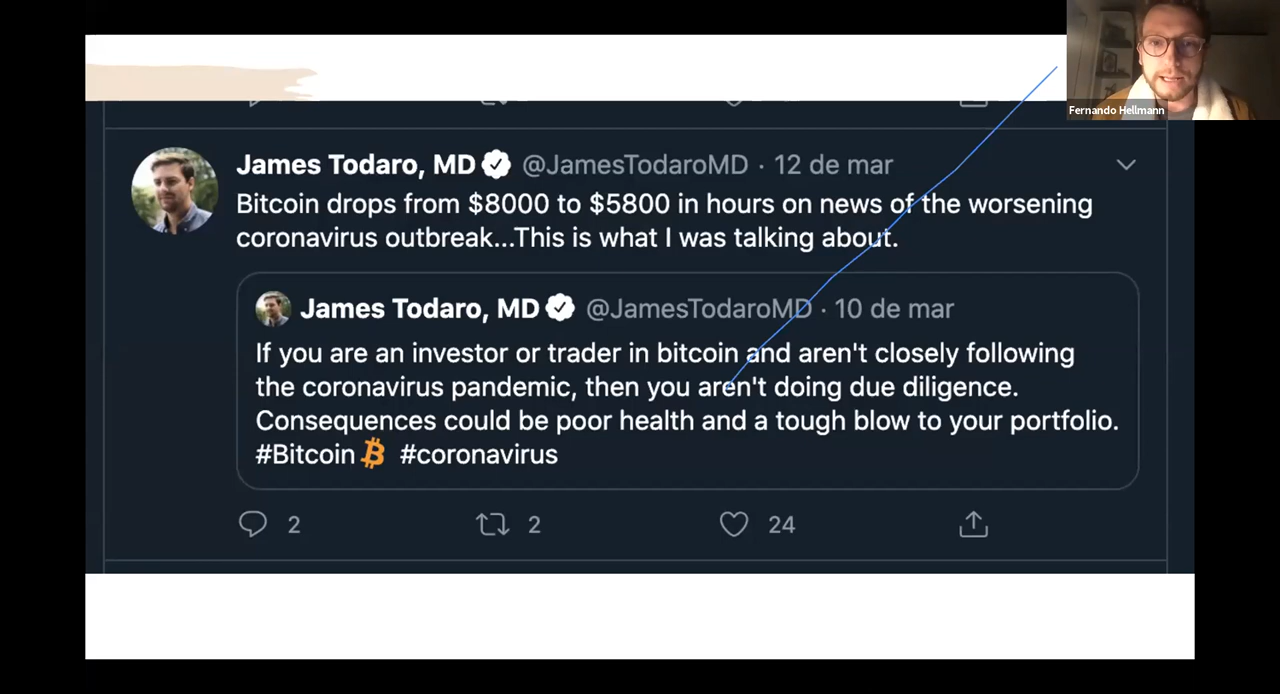 Fernando Hellmann
James Todaro, MD @JamesTodaroMD · 12 de mar
Bitcoin drops from $8000 to $5800 in hours on news of the worsening
coronavirus outbreak...This is what I was talking about.
James Todaro, MD @JamesTodaroMD · 10 de mar
If you are an investor or trader in bitcoin and aren't closely following
the coronavirus pandemic, then you aren't doing due diligence.
Consequences could be poor health and a tough blow to your portfolio.
#Bitcoin #coronavirus
2 2 24